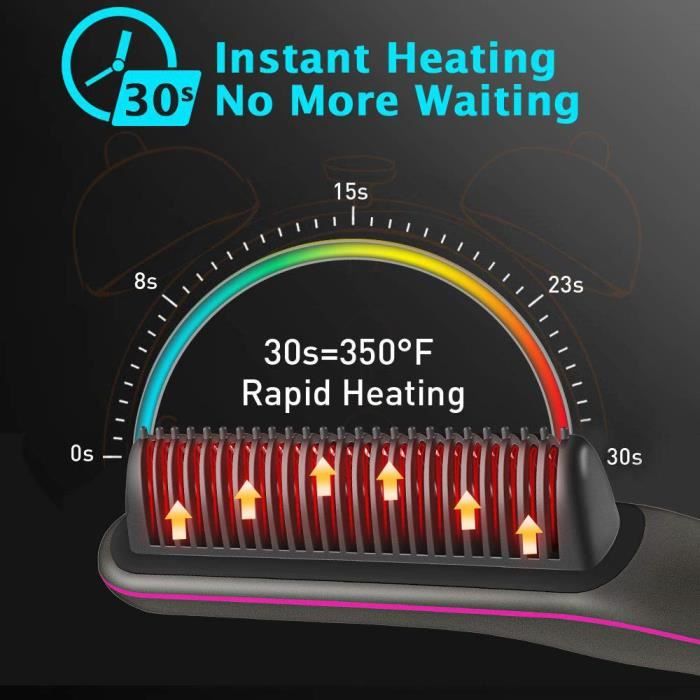 30s
Instant Heating
No More Waiting
15s
8s
23s
30s=350°F
Rapid Heating
0s
30s